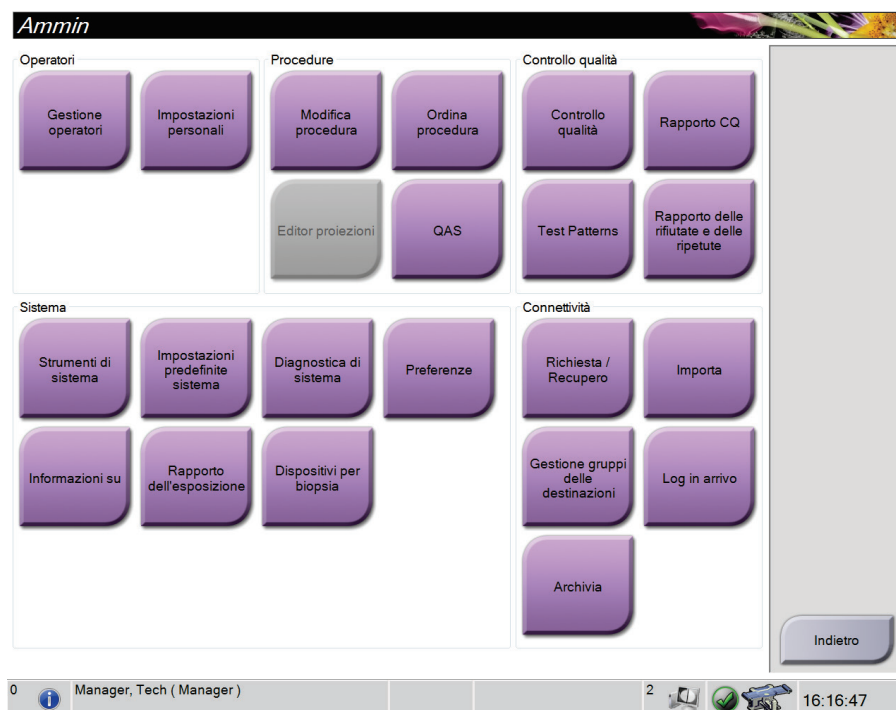 Ammin
Operatori
Gestione
operatori
Impostazioni
personali
Procedure
Modifica
procedura
Ordina
procedura
Editor proiezioni
QAS
Controllo qualità
Controllo
qualità
Rapporto CQ
Test Patterns
Rapporto delle
rifiutate e delle
ripetute
Sistema
Strumenti di
sistema
Impostazioni
predefinite
sistema
Diagnostica di
sistema
Preferenze
Informazioni su
Rapporto
dell'esposizione
Dispositivi per
biopsia
Connettività
Richiesta /
Recupero
Importa
Gestione gruppi
delle
destinazioni
Log in arrivo
Archivia
Indietro
0
Manager, Tech ( Manager )
2
16:16:47